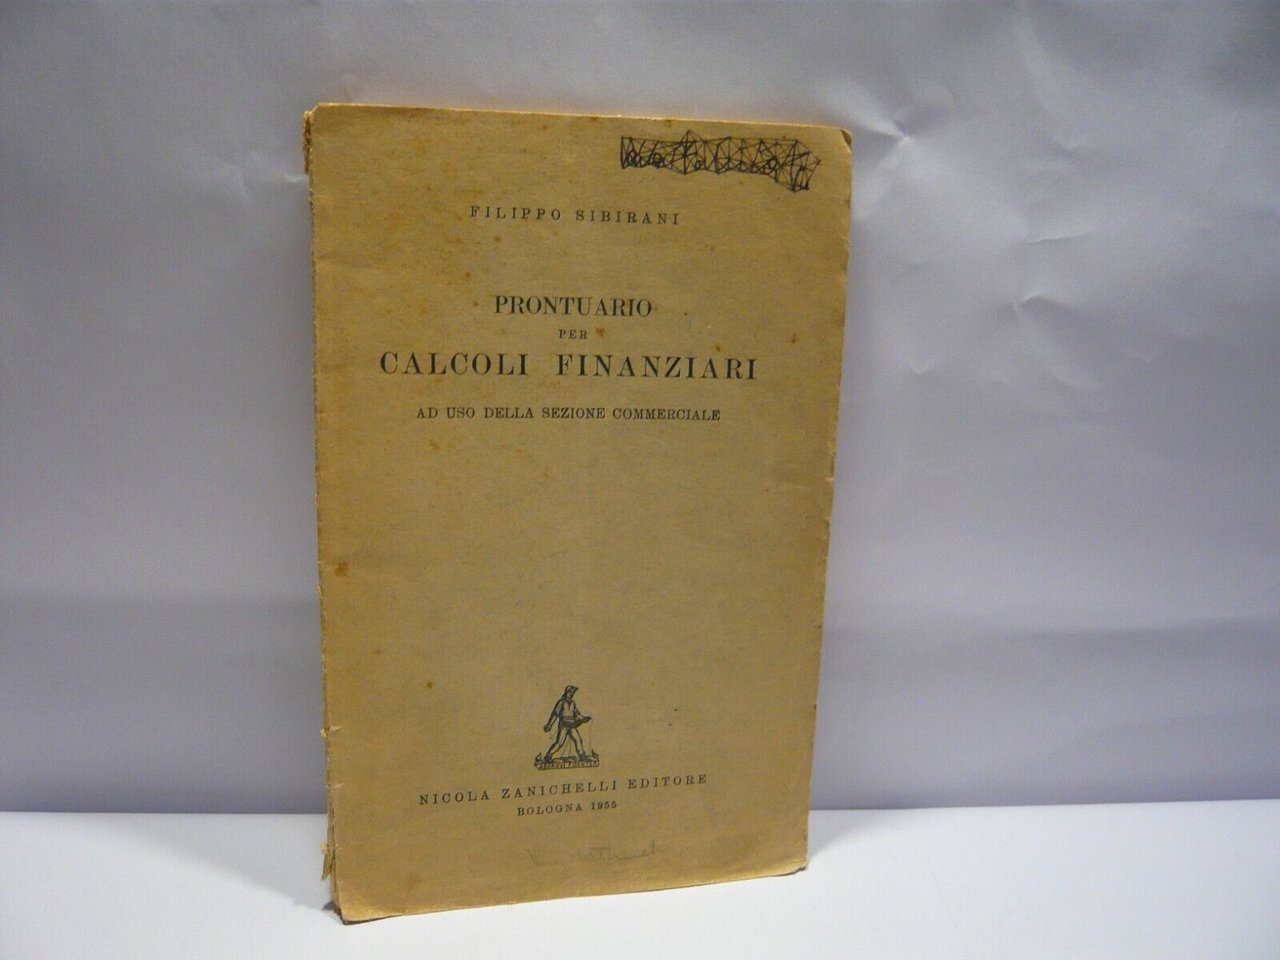 FILIPPO SIBIRANI
PRONTUARIO
PER
CALCOLI FINANZIARI
AD USO DELLA SEZIONE COMMERCIALE
NICOLA ZANICHELLI EDITORE
BOLOGNA 1955